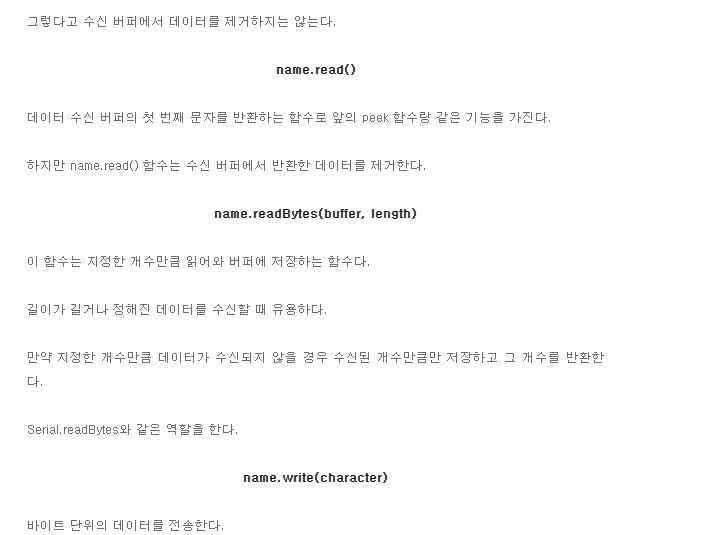 그렇다고 수신 버퍼에서 데이터를 제거하지는 않는다.
name.read()
데이터 수신 버퍼의 첫 번째 문자를 반환하는 함수로 앞의 peek 함수랑 같은 기능을 가진다.
하지만 name.read() 함수는 수신 버퍼에서 반환한 데이터를 제거한다.
name.readBytes(buffer, length)
이 함수는 지정한 개수만큼 읽어와 버퍼에 저장하는 함수다.
길이가 길거나 정해진 데이터를 수신할 때 유용하다.
만약 지정한 개수만큼 데이터가 수신되지 않을 경우 수신된 개수만큼만 저장하고 그 개수를 반환한
다.
Serial.readBytes와 같은 역할을 한다.
name.write(character)
바이트 단위의 데이터를 전송한다.